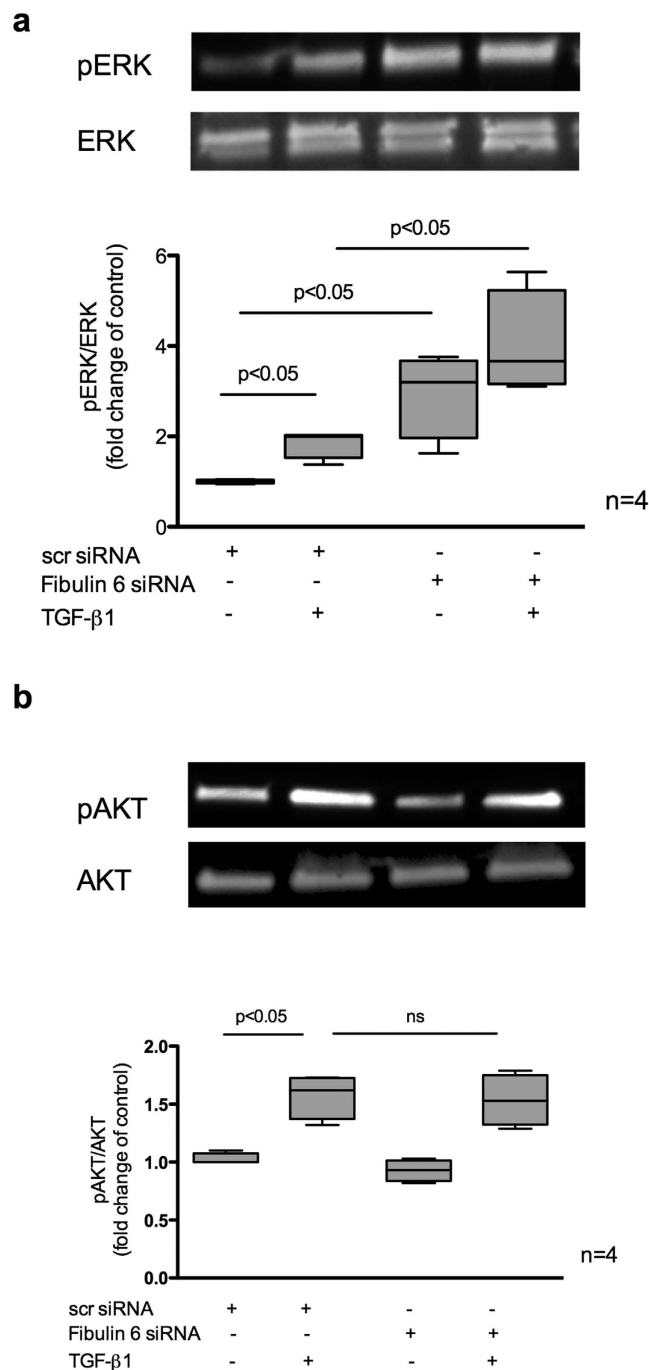 a
pERK
ERK
p<0.05
p<0.05
p<0.05
pERK/ERK
(fold change of control)
6
4
2
0
n=4
scr siRNA + + - -
Fibulin 6 siRNA - - + +
TGF-β1 - + - +
b
pAKT
AKT
p<0.05 ns
pAKT/AKT
(fold change of control)
2.0
1.5
1.0
0.5
0.0
n=4
scr siRNA + + - -
Fibulin 6 siRNA - - + +
TGF-β1 - + - +